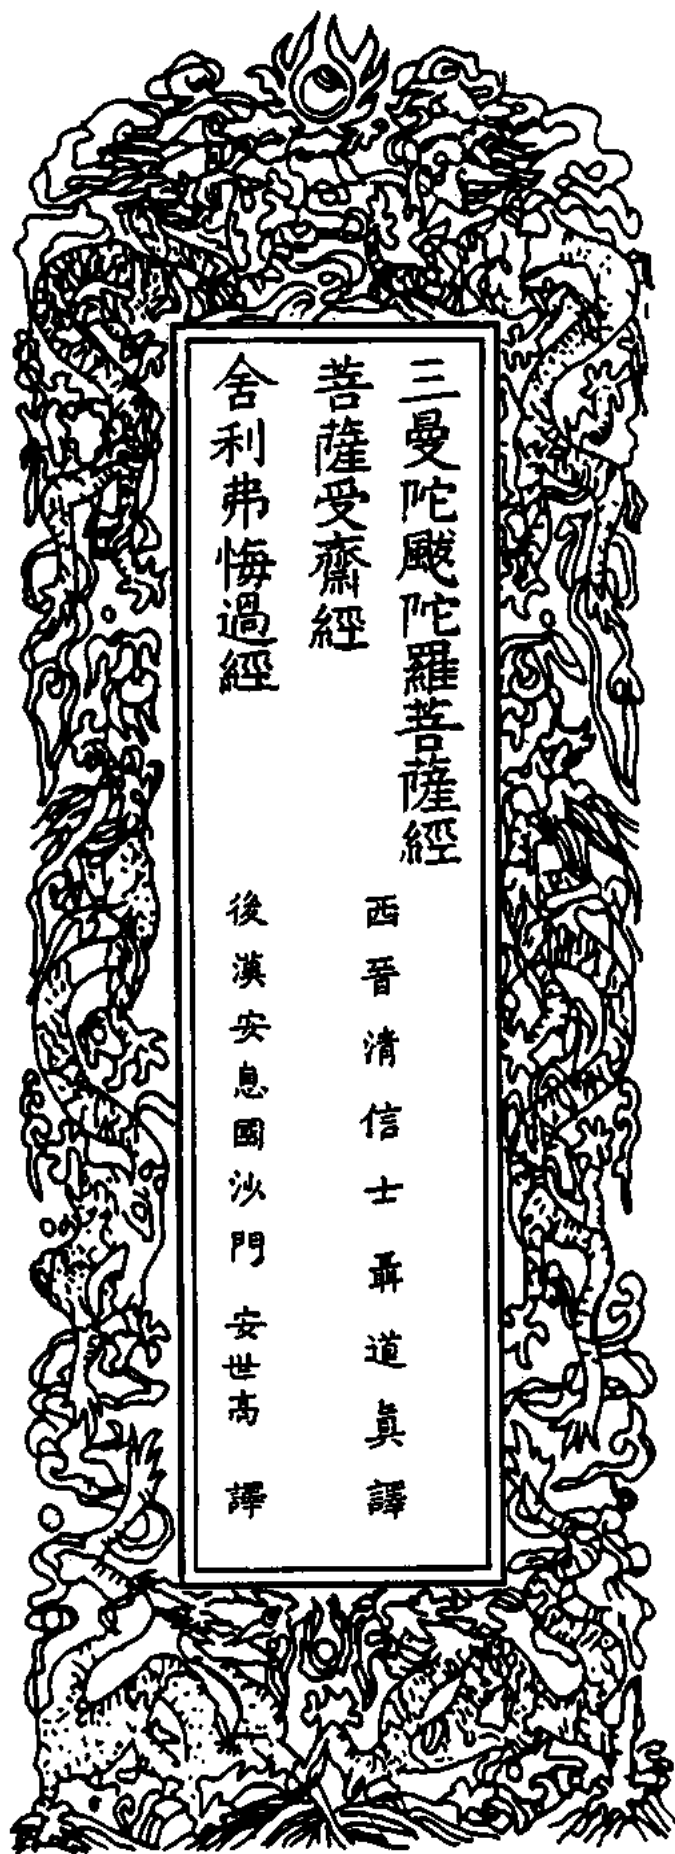 三曼陀颰陀羅菩薩經
菩薩受齋經
西晉清信士聶道眞譯
舍利弗悔過經
後漢安息國沙門安世高譯